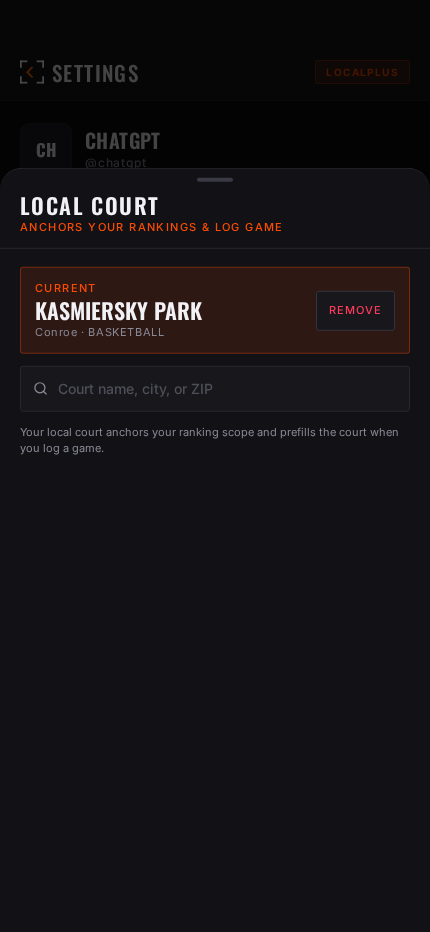 SETTINGS
LOCALPLUS
CH
CHATGPT
@chatgpt
LOCAL COURT
ANCHORS YOUR RANKINGS & LOG GAME
CURRENT
KASMIERSKY PARK
Conroe · BASKETBALL
REMOVE
Court name, city, or ZIP
Your local court anchors your ranking scope and prefills the court when
you log a game.